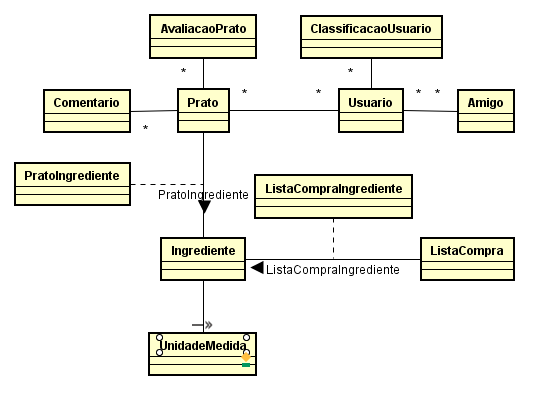 AvaliacaoPrato
ClassificacaoUsuario
*
*
Comentario
Prato
*
*
Usuario
*
*
Amigo
*
PratoIngrediente
PratoIngrediente
ListaCompraIngrediente
Ingrediente
ListaCompraIngrediente
ListaCompra
UnidadeMedida